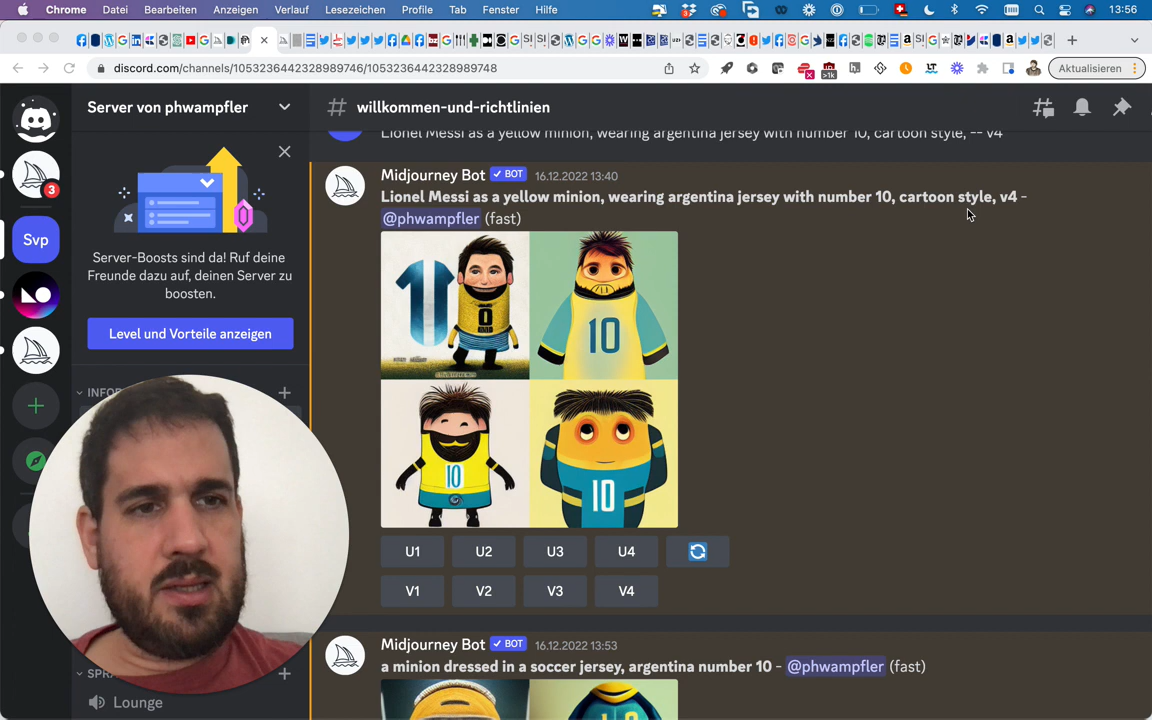 Chrome Datei Bearbeiten Anzeigen Verlauf Lesezeichen Profile Tab Fenster Hilfe 13:56
discord.com/channels/1053236442328989746/1053236442328989748
>1k
Aktualisieren
Server von phwampfler
willkommen-und-richtlinien
Lionel Messi as a yellow minion, wearing argentina jersey with number 10, cartoon style, -- v4
3
Svp
Server-Boosts sind da! Ruf deine
Freunde dazu auf, deinen Server zu
boosten.
Level und Vorteile anzeigen
INFO
SPRA
Lounge
Midjourney Bot ✓ BOT 16.12.2022 13:40
Lionel Messi as a yellow minion, wearing argentina jersey with number 10, cartoon style, v4 -
@phwampfler (fast)
10
10
10
10
U1 U2 U3 U4
V1 V2 V3 V4
Midjourney Bot ✓ BOT 16.12.2022 13:53
a minion dressed in a soccer jersey, argentina number 10 - @phwampfler (fast)